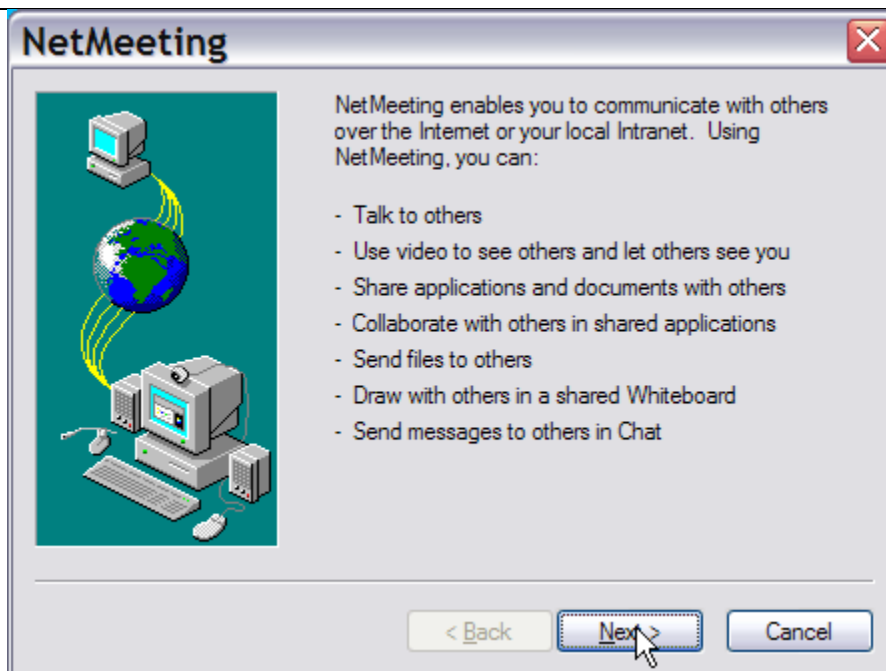 NetMeeting
NetMeeting enables you to communicate with others
over the Internet or your local Intranet.  Using
NetMeeting, you can:
-  Talk to others
-  Use video to see others and let others see you
-  Share applications and documents with others
-  Collaborate with others in shared applications
-  Send files to others
-  Draw with others in a shared Whiteboard
-  Send messages to others in Chat
< Back
Next >
Cancel